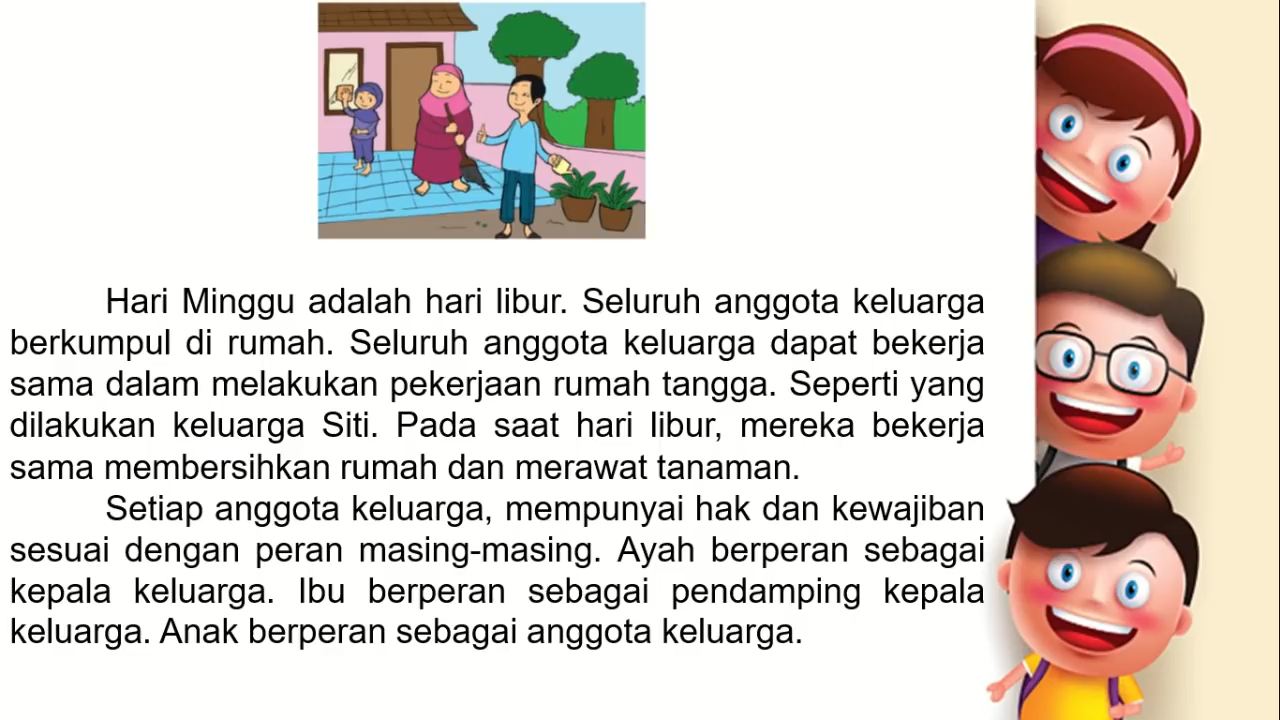 Hari Minggu adalah hari libur. Seluruh anggota keluarga
berkumpul di rumah. Seluruh anggota keluarga dapat bekerja
sama dalam melakukan pekerjaan rumah tangga. Seperti yang
dilakukan keluarga Siti. Pada saat hari libur, mereka bekerja
sama membersihkan rumah dan merawat tanaman.
Setiap anggota keluarga, mempunyai hak dan kewajiban
sesuai dengan peran masing-masing. Ayah berperan sebagai
kepala keluarga. Ibu berperan sebagai pendamping kepala
keluarga. Anak berperan sebagai anggota keluarga.